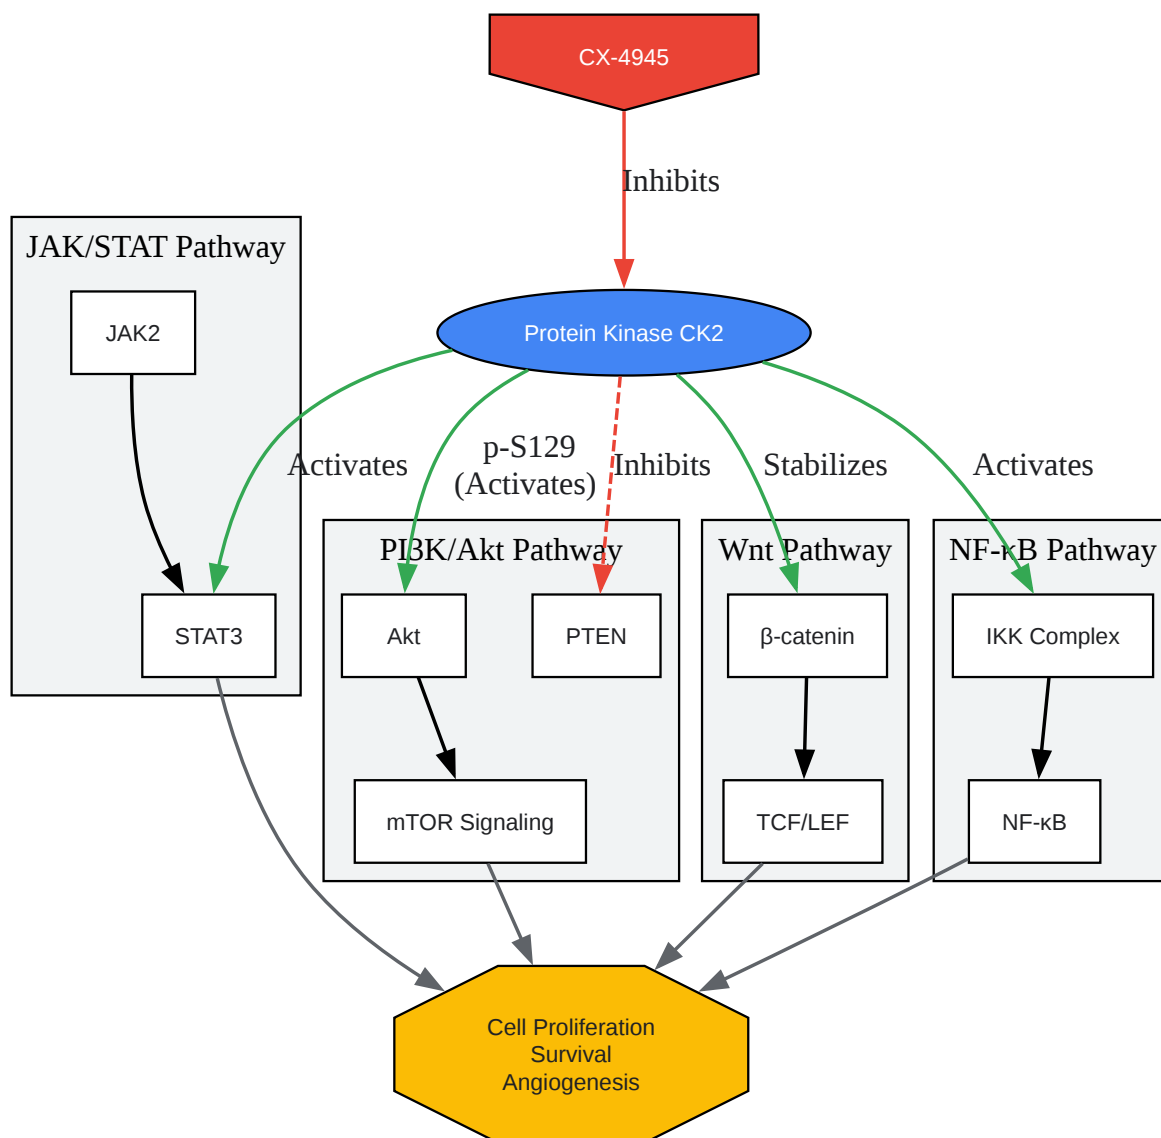 CX-4945
Inhibits
JAK/STAT Pathway
JAK2
Protein Kinase CK2
Activates
p-S129
(Activates)
Inhibits
Stabilizes
Activates
PI3K/Akt Pathway
Wnt Pathway
NF-κB Pathway
STAT3
Akt
PTEN
β-catenin
IKK Complex
mTOR Signaling
TCF/LEF
NF-κB
Cell Proliferation
Survival
Angiogenesis